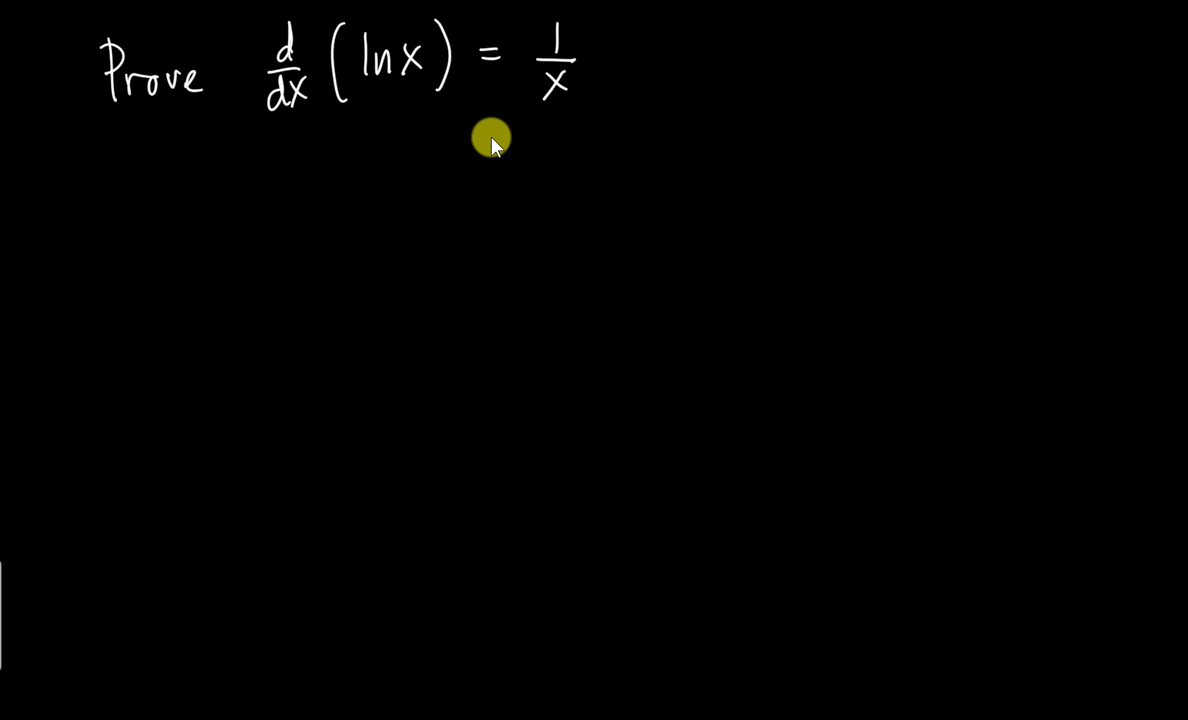 Prove d/dx (ln x) = 1/x